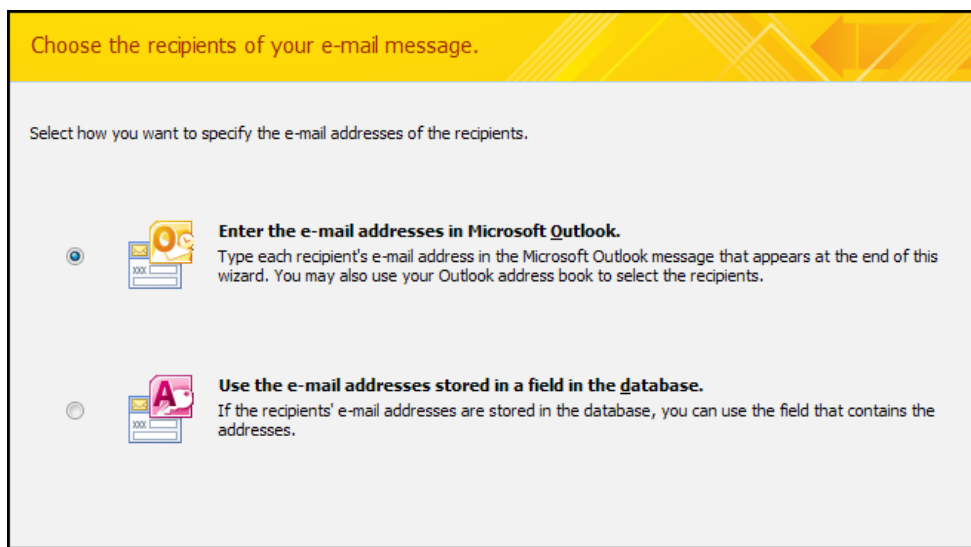 Choose the recipients of your e-mail message.
Select how you want to specify the e-mail addresses of the recipients.
Enter the e-mail addresses in Microsoft Outlook.
Type each recipient's e-mail address in the Microsoft Outlook message that appears at the end of this
wizard. You may also use your Outlook address book to select the recipients.
XXX
Use the e-mail addresses stored in a field in the database.
If the recipients' e-mail addresses are stored in the database, you can use the field that contains the
addresses.
XXX